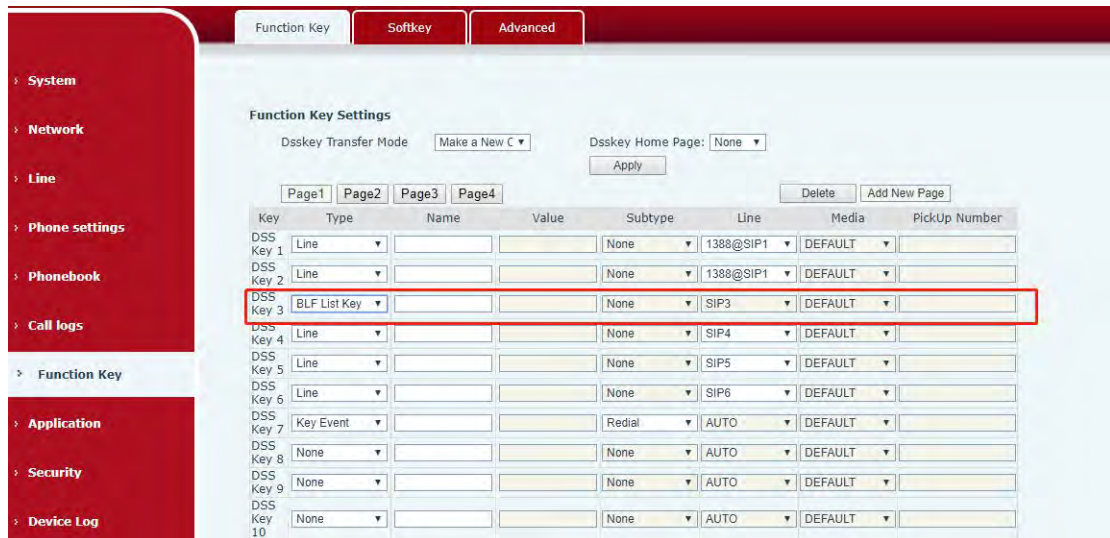 Function Key Softkey Advanced
› System
› Network
› Line
› Phone settings
› Phonebook
› Call logs
› Function Key
› Application
› Security
› Device Log
Function Key Settings
Dsskey Transfer Mode Make a New C Dsskey Home Page: None
Apply
Page1 Page2 Page3 Page4 Delete Add New Page
Key Type Name Value Subtype Line Media PickUp Number
DSS Key 1 Line None 1388@SIP1 DEFAULT
DSS Key 2 Line None 1388@SIP1 DEFAULT
DSS Key 3 BLF List Key None SIP3 DEFAULT
DSS Key 4 Line None SIP4 DEFAULT
DSS Key 5 Line None SIP5 DEFAULT
DSS Key 6 Line None SIP6 DEFAULT
DSS Key 7 Key Event Redial AUTO DEFAULT
DSS Key 8 None None AUTO DEFAULT
DSS Key 9 None None AUTO DEFAULT
DSS Key 10 None None AUTO DEFAULT